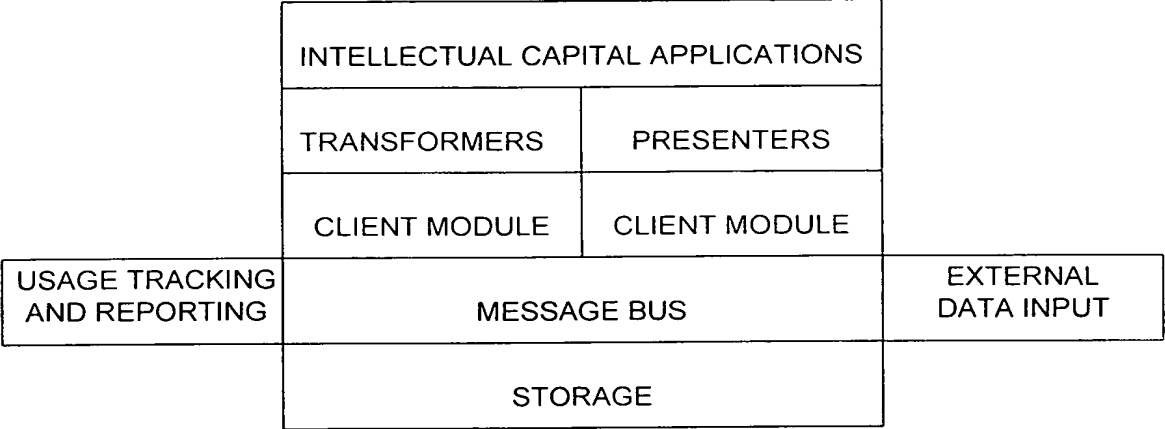 INTELLECTUAL CAPITAL APPLICATIONS
TRANSFORMERS
PRESENTERS
CLIENT MODULE
CLIENT MODULE
USAGE TRACKING
AND REPORTING
MESSAGE BUS
EXTERNAL
DATA INPUT
STORAGE